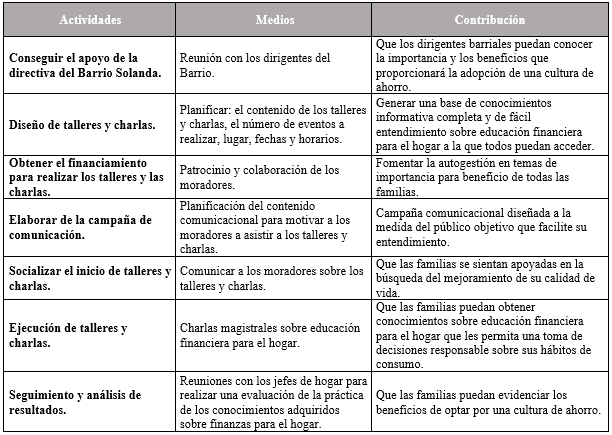 Actividades
Medios
Contribución
Conseguir el apoyo de la
directiva del Barrio Solanda.
Reunión con los dirigentes del
Barrio.
Que los dirigentes barriales puedan conocer
la importancia y los beneficios que
proporcionará la adopción de una cultura de
ahorro.
Diseño de talleres y charlas.
Planificar: el contenido de los talleres
y charlas, el número de eventos a
realizar, lugar, fechas y horarios.
Generar una base de conocimientos
informativa completa y de fácil
entendimiento sobre educación financiera
para el hogar a la que todos puedan acceder.
Obtener el financiamiento
para realizar los talleres y las
charlas.
Patrocinio y colaboración de los
moradores.
Fomentar la autogestión en temas de
importancia para beneficio de todas las
familias.
Elaborar de la campaña de
comunicación.
Planificación del contenido
comunicacional para motivar a los
moradores a asistir a los talleres y
charlas.
Campaña comunicacional diseñada a la
medida del público objetivo que facilite su
entendimiento.
Socializar el inicio de talleres y
charlas.
Comunicar a los moradores sobre los
talleres y charlas.
Que las familias se sientan apoyadas en la
búsqueda del mejoramiento de su calidad de
vida.
Ejecución de talleres y
charlas.
Charlas magistrales sobre educación
financiera para el hogar.
Que las familias puedan obtener
conocimientos sobre educación financiera
para el hogar que les permita una toma de
decisiones responsable sobre sus hábitos de
consumo.
Seguimiento y análisis de
resultados.
Reuniones con los jefes de hogar para
realizar una evaluación de la práctica
de los conocimientos adquiridos
sobre finanzas para el hogar.
Que las familias puedan evidenciar los
beneficios de optar por una cultura de ahorro.